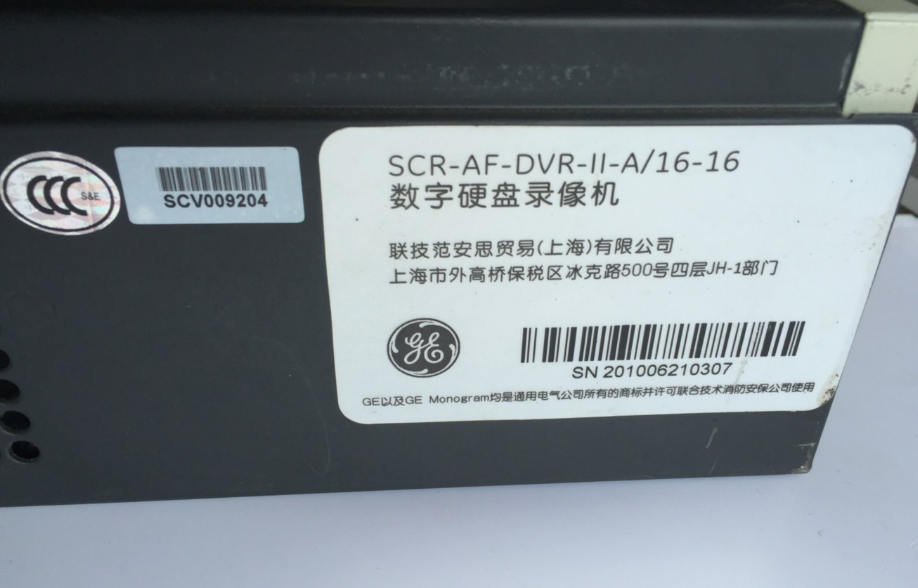 SCR-AF-DVR-II-A/16-16
数字硬盘录像机
联技范安思贸易(上海)有限公司
上海市外高桥保税区冰克路500号四层JH-1部门
CCC S&E
SCV009204
GE
SN 201006210307
GE以及GE Monogram均是通用电气公司所有的商标并许可联合技术消防安保公司使用